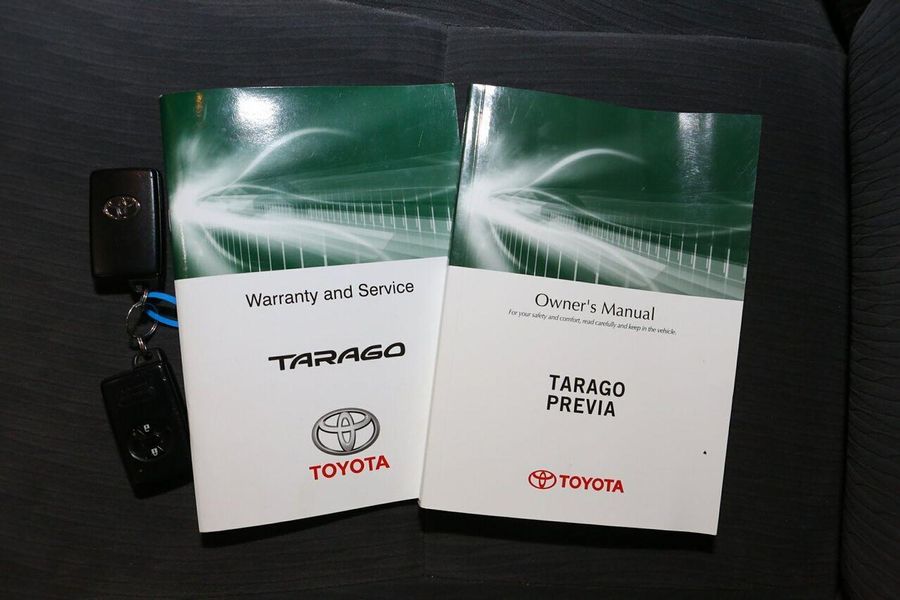 Warranty and Service
TARAGO
TOYOTA
Owner's Manual
For your safety and comfort, read carefully and keep in the vehicle.
TARAGO
PREVIA
TOYOTA